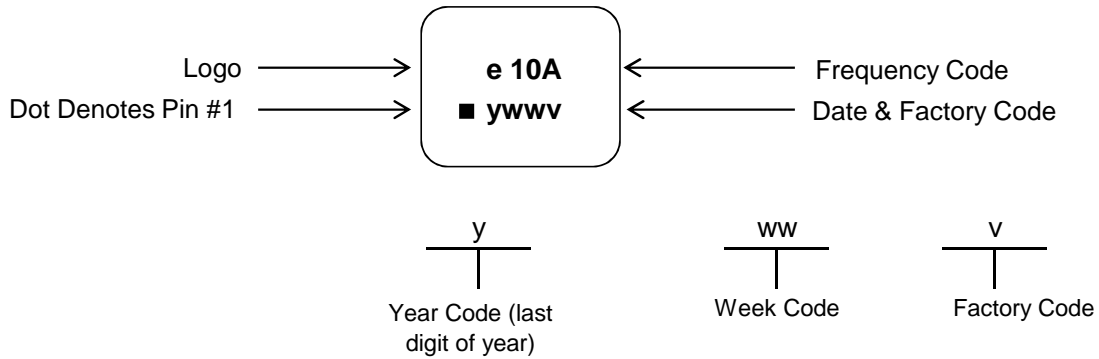 Logo
e 10A
Frequency Code
Dot Denotes Pin #1
■ ywwv
Date & Factory Code
y
ww
v
Year Code (last
digit of year)
Week Code
Factory Code